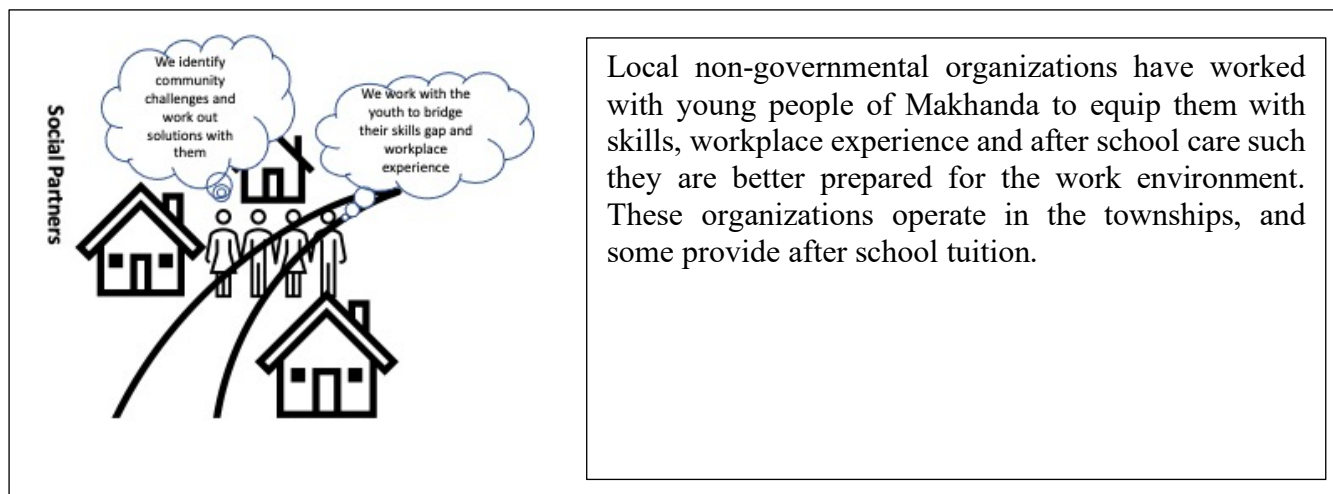 Social Partners
We identify
community
challenges and
work out
solutions with
them
We work with the
youth to bridge
their skills gap and
workplace
experience
Local non-governmental organizations have worked
with young people of Makhanda to equip them with
skills, workplace experience and after school care such
they are better prepared for the work environment.
These organizations operate in the townships, and
some provide after school tuition.